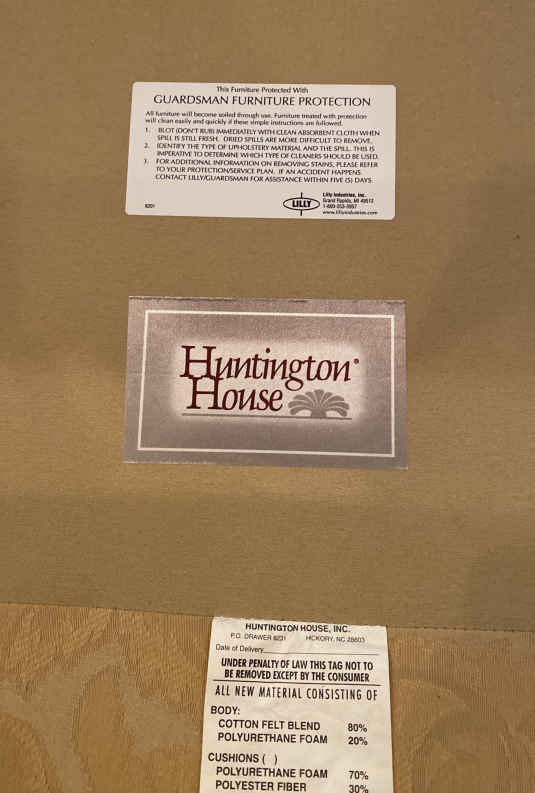 This Furniture Protected With
GUARDSMAN FURNITURE PROTECTION
All furniture will become soiled through use. Furniture treated with protection
will clean easily and quickly if these simple instructions are followed.
1. BLOT (DON'T RUB) IMMEDIATELY WITH CLEAN ABSORBENT CLOTH WHEN
SPILL IS STILL FRESH. DRIED SPILLS ARE MORE DIFFICULT TO REMOVE.
2. IDENTIFY THE TYPE OF UPHOLSTERY MATERIAL AND THE SPILL. THIS IS
IMPERATIVE TO DETERMINE WHICH TYPE OF CLEANERS SHOULD BE USED.
3. FOR ADDITIONAL INFORMATION ON REMOVING STAINS, PLEASE REFER
TO YOUR PROTECTION/SERVICE PLAN. IF AN ACCIDENT HAPPENS
CONTACT LILLY/GUARDSMAN FOR ASSISTANCE WITHIN FIVE (5) DAYS.
LILLY
Lilly Industries, Inc.
Grand Rapids, MI 49512
www.lillyindustries.com
Huntington®
House
HUNTINGTON HOUSE, INC.
P.O. DRAWER HICKORY, NC 28603
Date of Delivery
UNDER PENALTY OF LAW THIS TAG NOT TO
BE REMOVED EXCEPT BY THE CONSUMER
ALL NEW MATERIAL CONSISTING OF
BODY:
COTTON FELT BLEND 80%
POLYURETHANE FOAM 20%
CUSHIONS ( )
POLYURETHANE FOAM 70%
POLYESTER FIBER 30%